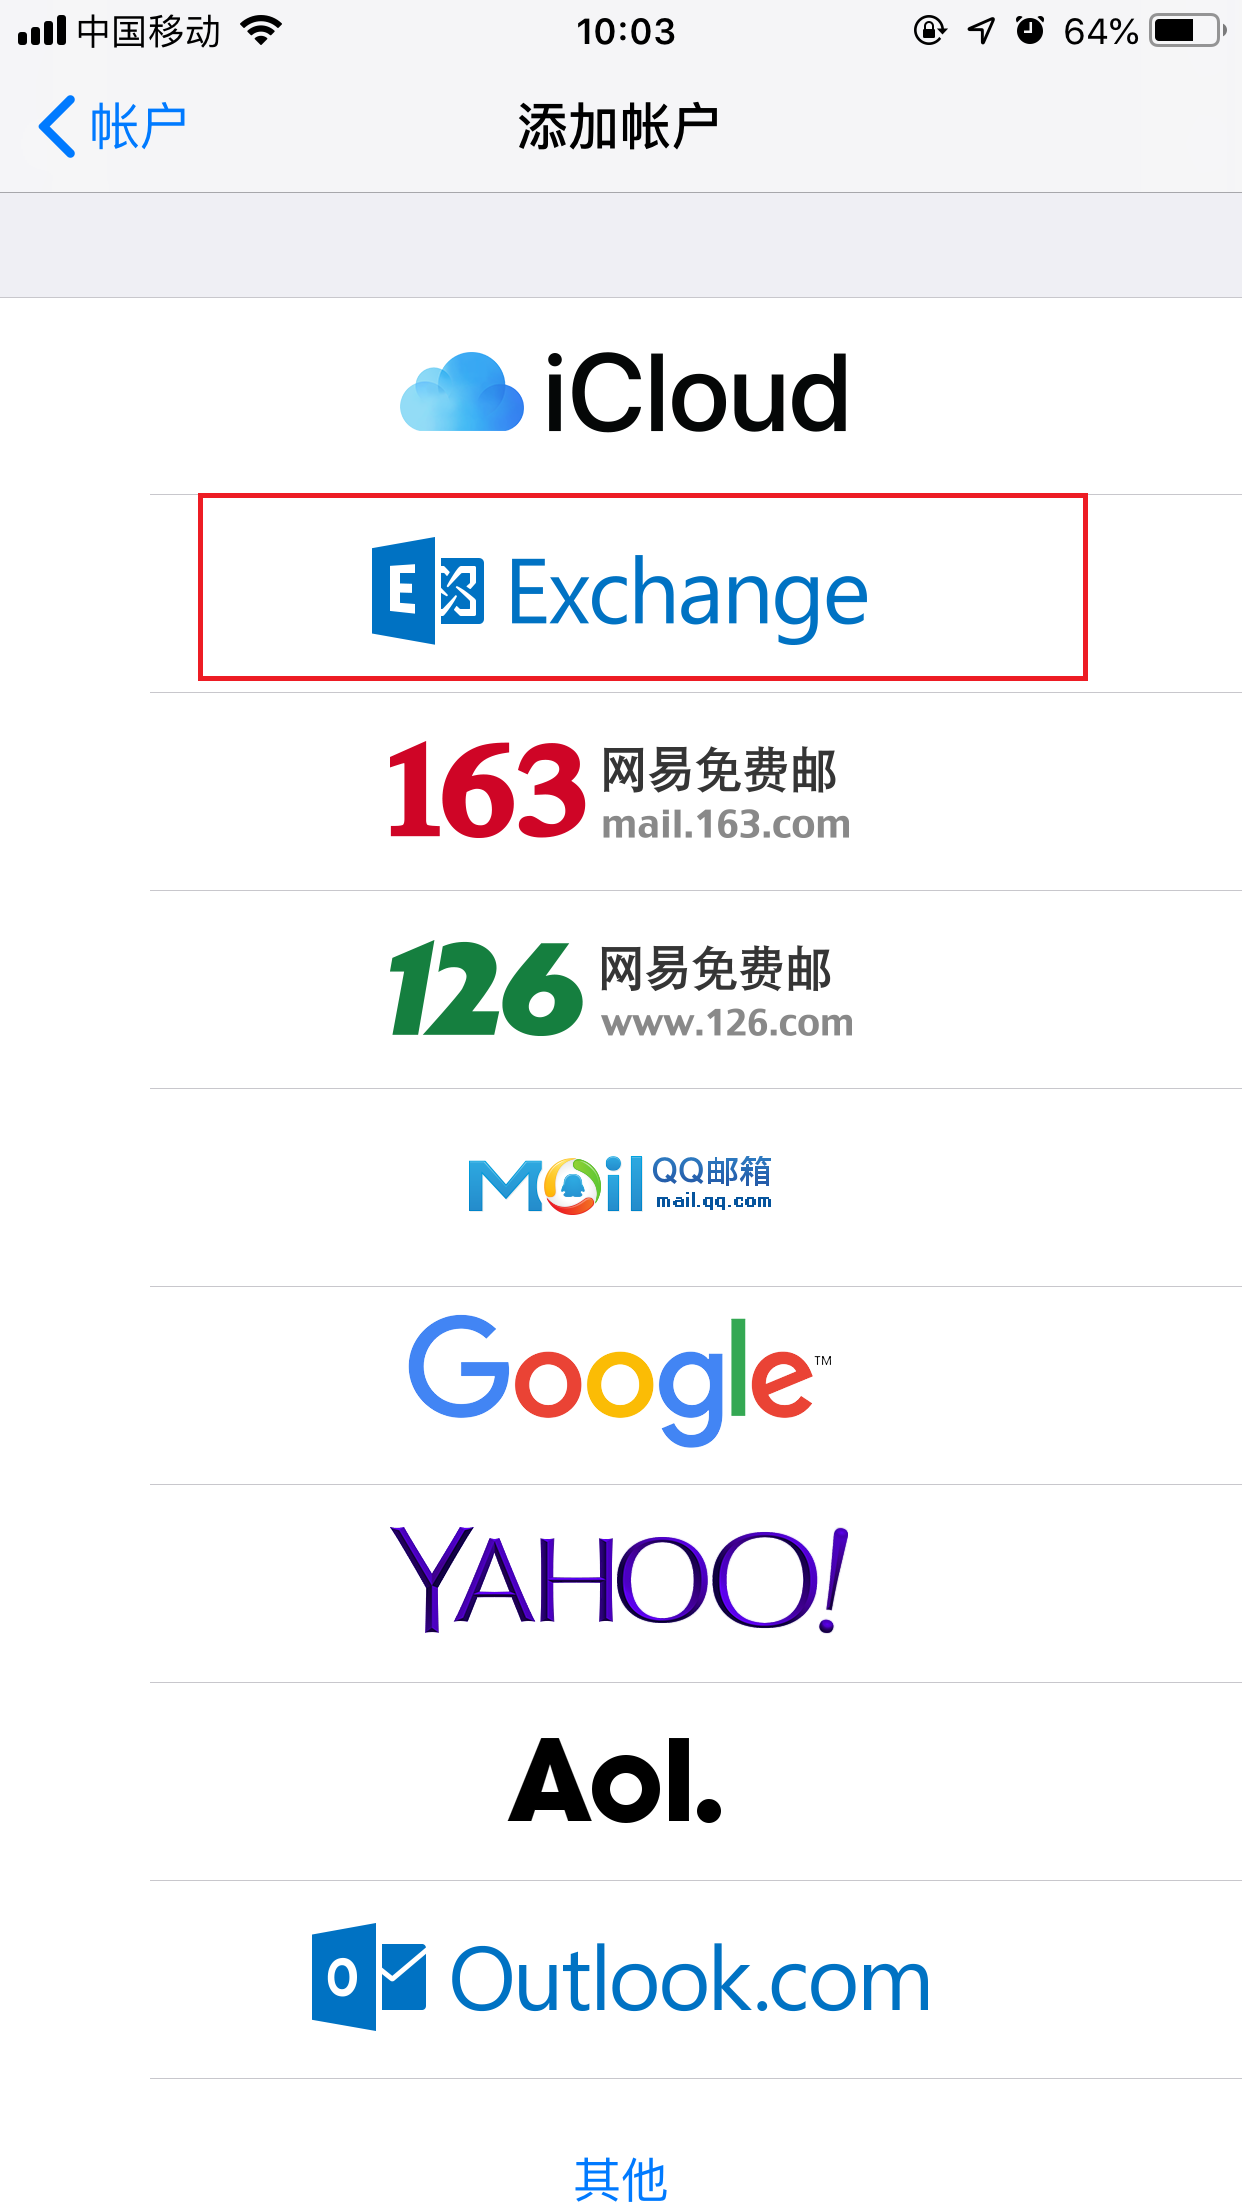 中国移动 10:03 64%
帐户 添加帐户
iCloud
E Exchange
163 网易免费邮
mail.163.com
126 网易免费邮
www.126.com
Mail QQ邮箱
mail.qq.com
Google™
YAHOO!
Aol.
O Outlook.com
其他